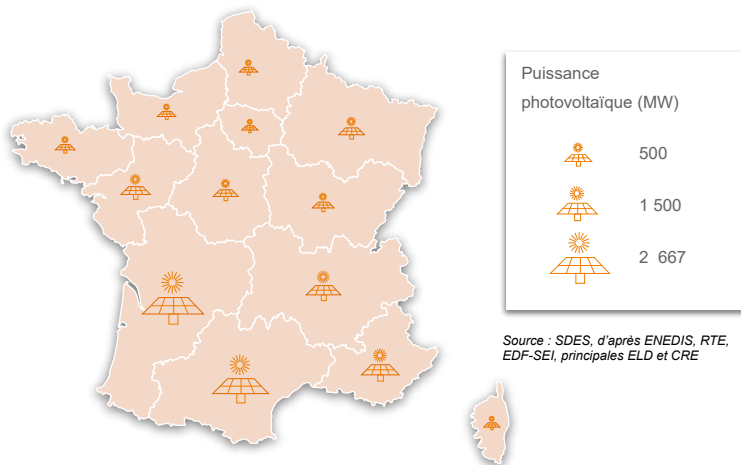 Puissance
photovoltaïque (MW)
500
1 500
2 667
Source : SDES, d'après ENEDIS, RTE,
EDF-SEI, principales ELD et CRE